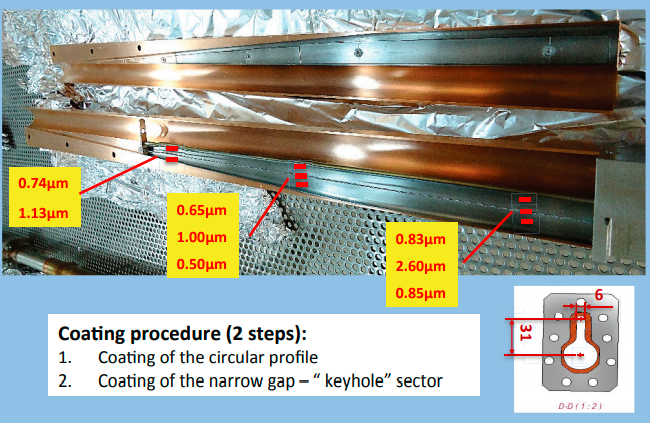 0.74µm
1.13µm
0.65µm
1.00µm
0.50µm
0.83µm
2.60µm
0.85µm
Coating procedure (2 steps):
1. Coating of the circular profile
2. Coating of the narrow gap – “ keyhole” sector
6
31
D-D ( 1 : 2 )